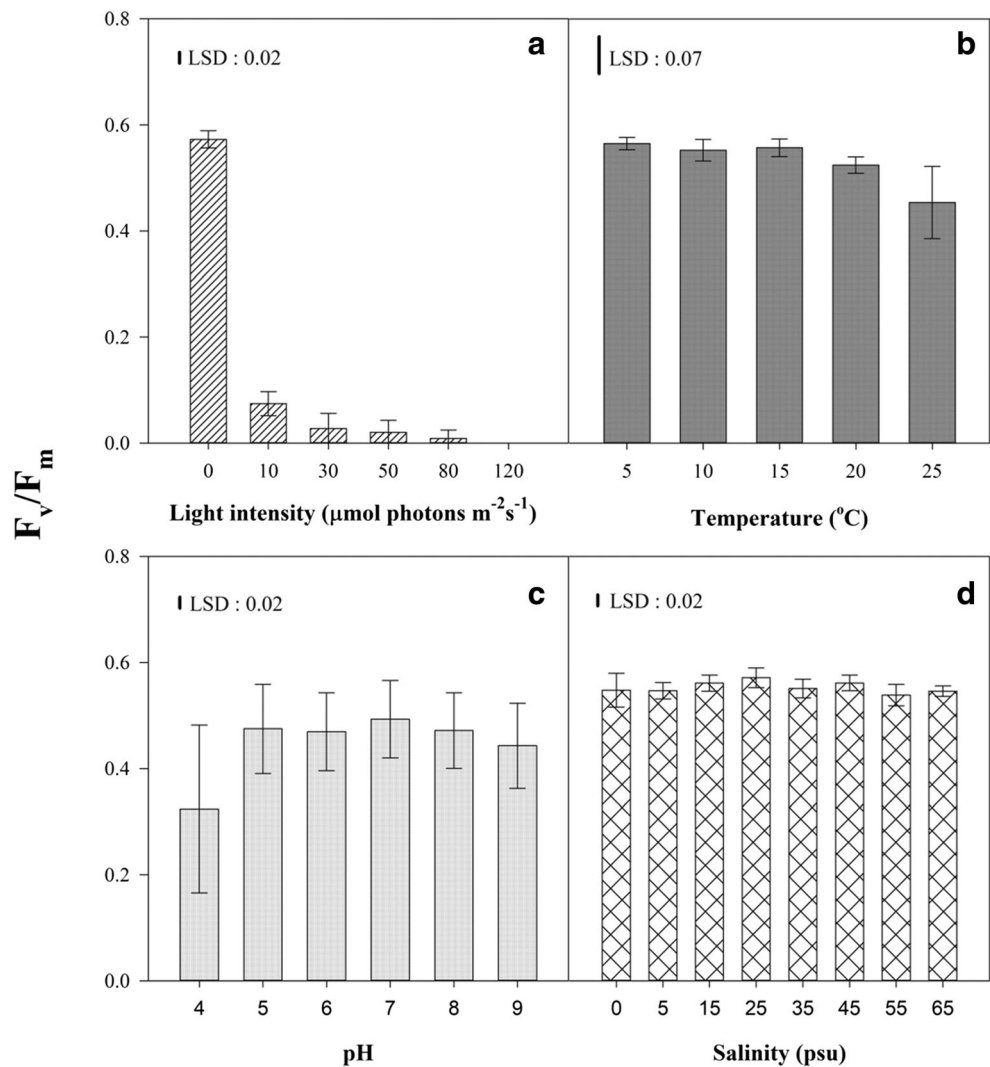 F_v/F_m
0.8
0.6
0.4
0.2
0.0
LSD : 0.02
a
0 10 30 50 80 120
Light intensity (μmol photons m⁻²s⁻¹)
LSD : 0.07
b
5 10 15 20 25
Temperature (°C)
0.8
0.6
0.4
0.2
0.0
LSD : 0.02
c
4 5 6 7 8 9
pH
LSD : 0.02
d
0 5 15 25 35 45 55 65
Salinity (psu)